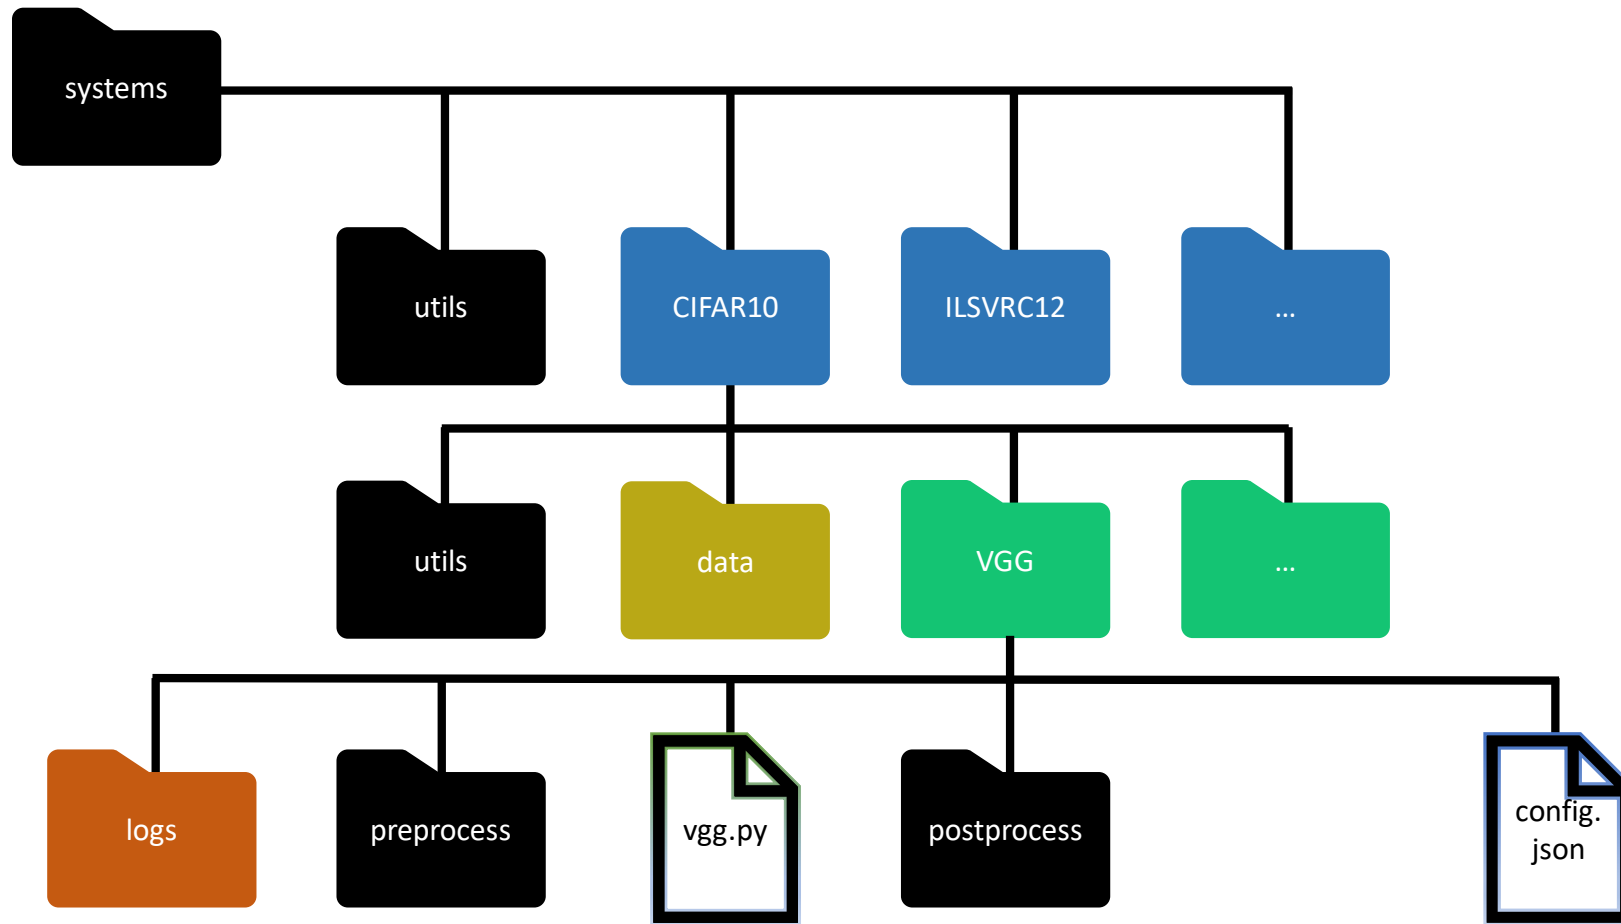 systems
utils
CIFAR10
ILSVRC12
...
utils
data
VGG
...
logs
preprocess
vgg.py
postprocess
config.
json